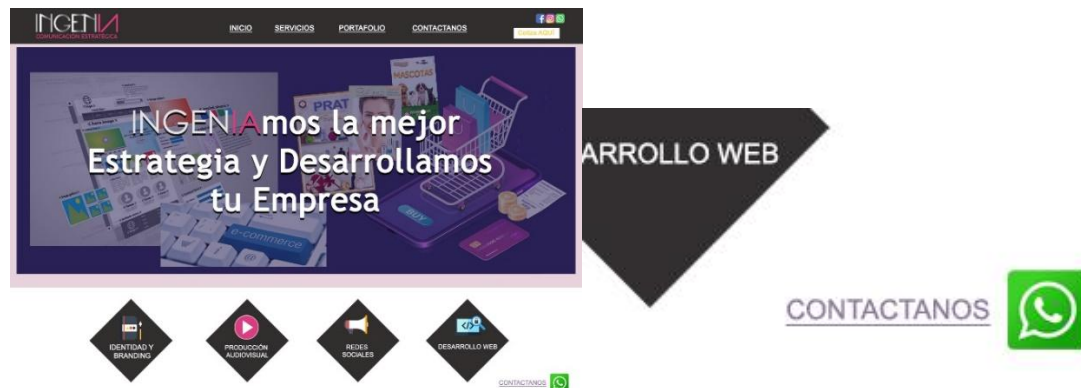 INGENIA
COMUNICACIÓN ESTRATÉGICA
INICIO SERVICIOS PORTAFOLIO CONTACTANOS
MASCOTAS
PRAT
INGENIAmos la mejor
Estrategia y Desarrollamos
tu Empresa
BUY
e-commerce
IDENTIDAD Y
BRANDING
PRODUCCIÓN
AUDIOVISUAL
REDES
SOCIALES
DESARROLLO WEB
CONTACTANOS
ARROLLO WEB
CONTACTANOS